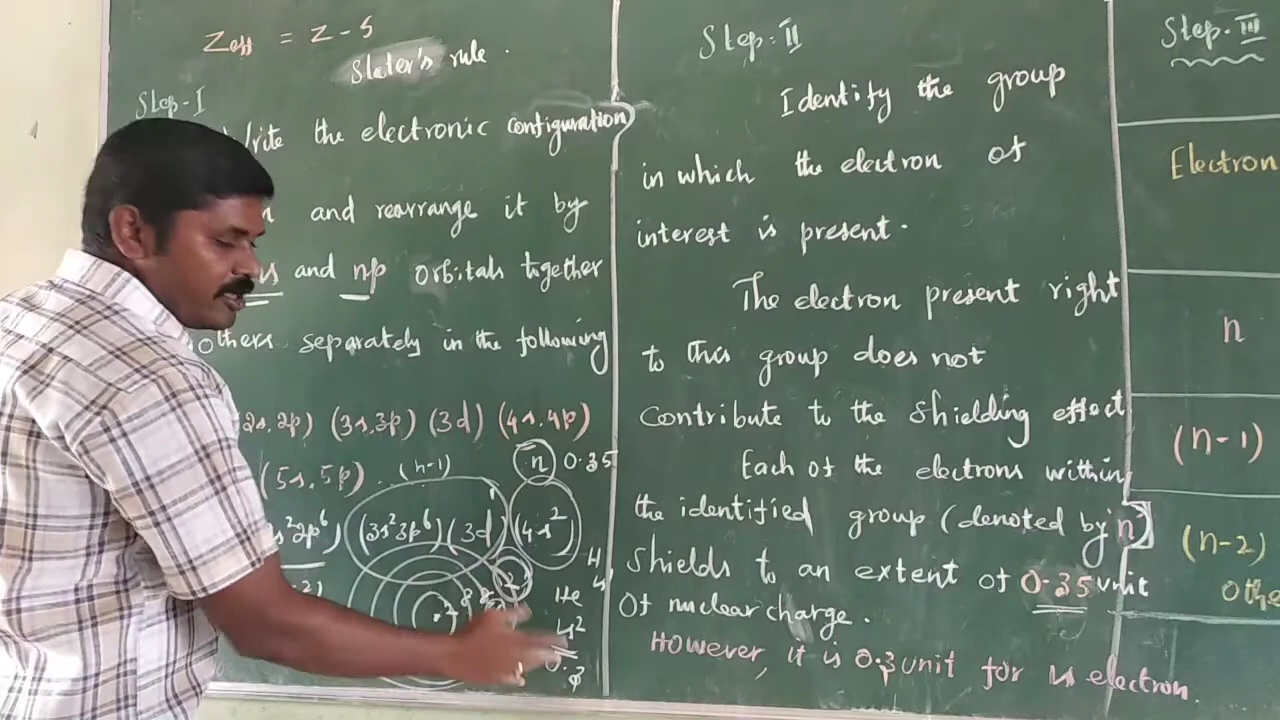 Zeff = Z - S
Slater's rule.
Step-I
the electronic configuration
and rearrange it by
ns and np orbitals together
others separately in the following
2s, 2p) (3s, 3p) (3d) (4s, 4p)
(5s, 5p)
(n-1)
n 0.35
2p⁶) (3s² 3p⁶) (3d) (4s²)
He
1s²
0.3
Step: II
Identify the group
in which the electron of
interest is present.
The electron present right
to this group does not
contribute to the shielding effect
Each of the electrons within
the identified group (denoted by n)
shields to an extent of 0.35 unit
of nuclear charge.
However, it is 0.3 unit for 1s electron.
Step-III
Electron
n
(n-1)
(n-2)